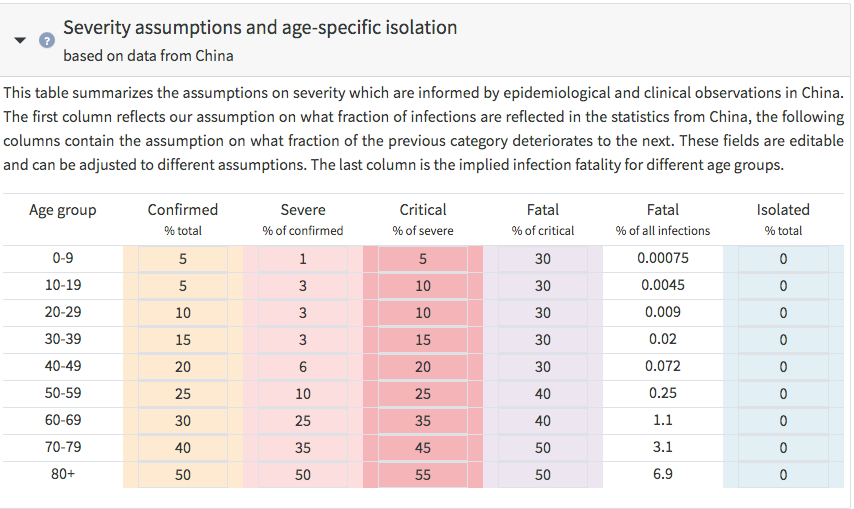 Severity assumptions and age-specific isolation
?
based on data from China
This table summarizes the assumptions on severity which are informed by epidemiological and clinical observations in China.
The first column reflects our assumption on what fraction of infections are reflected in the statistics from China, the following
columns contain the assumption on what fraction of the previous category deteriorates to the next. These fields are editable
and can be adjusted to different assumptions. The last column is the implied infection fatality for different age groups.
Age group Confirmed Severe Critical Fatal Fatal Isolated
% total % of confirmed % of severe % of critical % of all infections % total
0-9 5 1 5 30 0.00075 0
10-19 5 3 10 30 0.0045 0
20-29 10 3 10 30 0.009 0
30-39 15 3 15 30 0.02 0
40-49 20 6 20 30 0.072 0
50-59 25 10 25 40 0.25 0
60-69 30 25 35 40 1.1 0
70-79 40 35 45 50 3.1 0
80+ 50 50 55 50 6.9 0